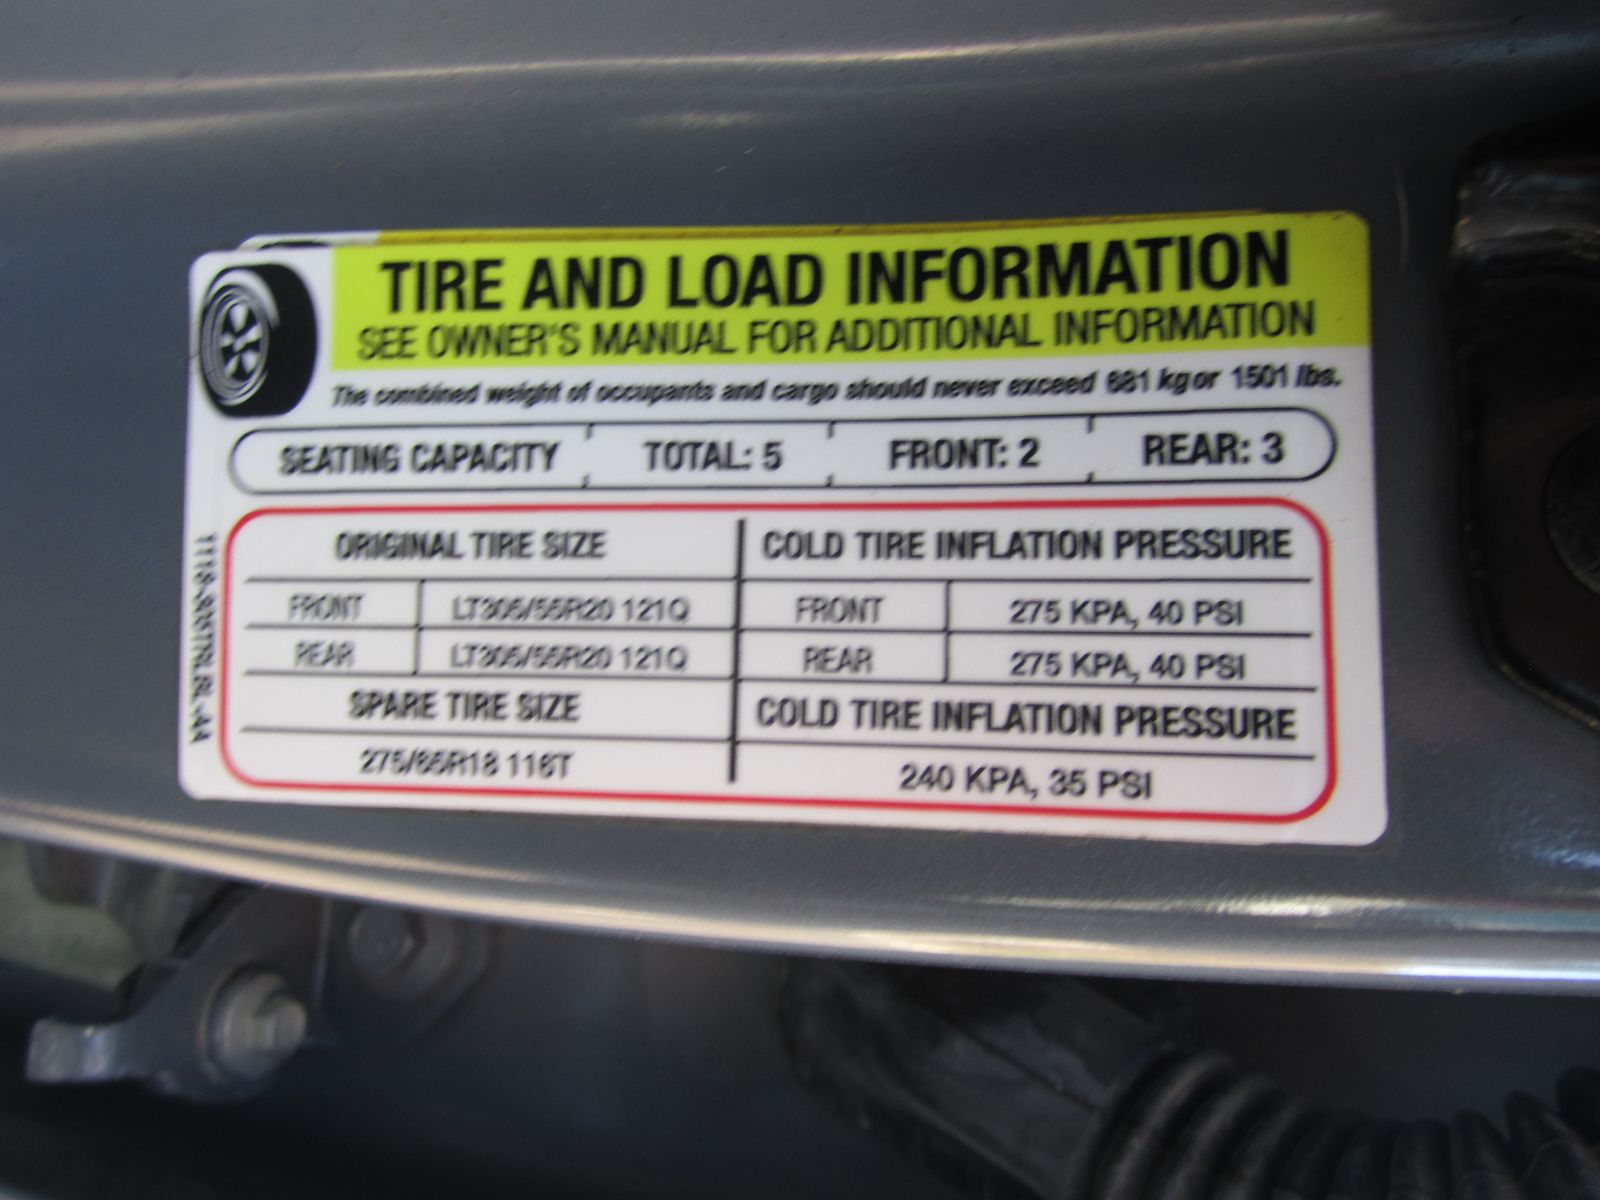 TIRE AND LOAD INFORMATION
SEE OWNER'S MANUAL FOR ADDITIONAL INFORMATION
The combined weight of occupants and cargo should never exceed 681 kg or 1501 lbs.
SEATING CAPACITY TOTAL: 5 FRONT: 2 REAR: 3
ORIGINAL TIRE SIZE COLD TIRE INFLATION PRESSURE
FRONT LT305/55R20 121Q FRONT 275 KPA, 40 PSI
REAR LT305/55R20 121Q REAR 275 KPA, 40 PSI
SPARE TIRE SIZE COLD TIRE INFLATION PRESSURE
275/65R18 116T 240 KPA, 35 PSI